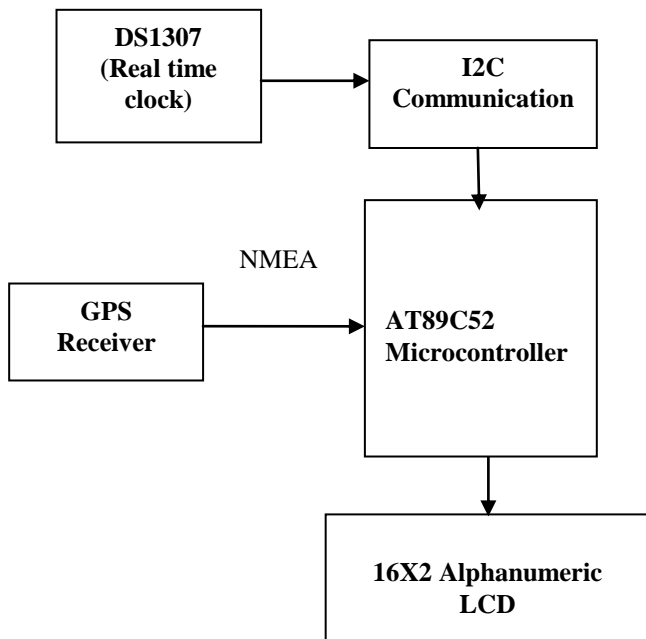 DS1307
(Real time
clock)
I2C
Communication
NMEA
GPS
Receiver
AT89C52
Microcontroller
16X2 Alphanumeric
LCD